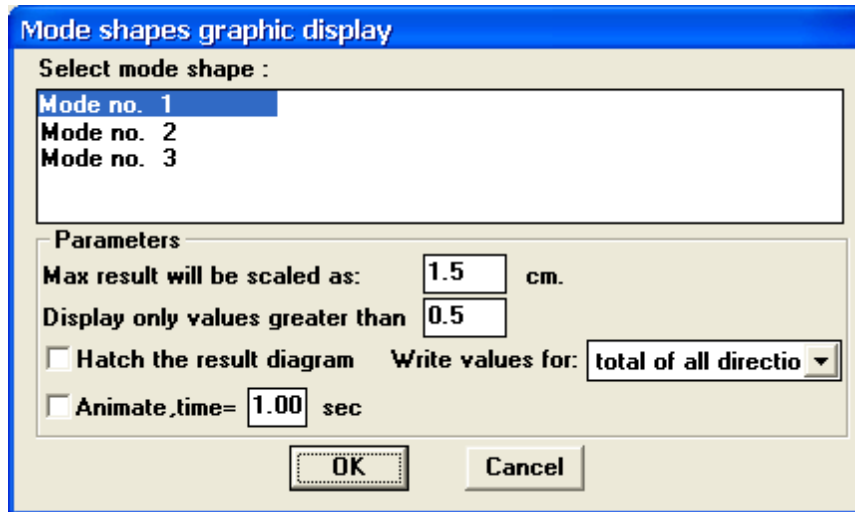 Mode shapes graphic display
Select mode shape :
Mode no. 1
Mode no. 2
Mode no. 3
Parameters
Max result will be scaled as: 1.5 cm.
Display only values greater than 0.5
Hatch the result diagram Write values for: total of all directio
Animate,time= 1.00 sec
OK Cancel